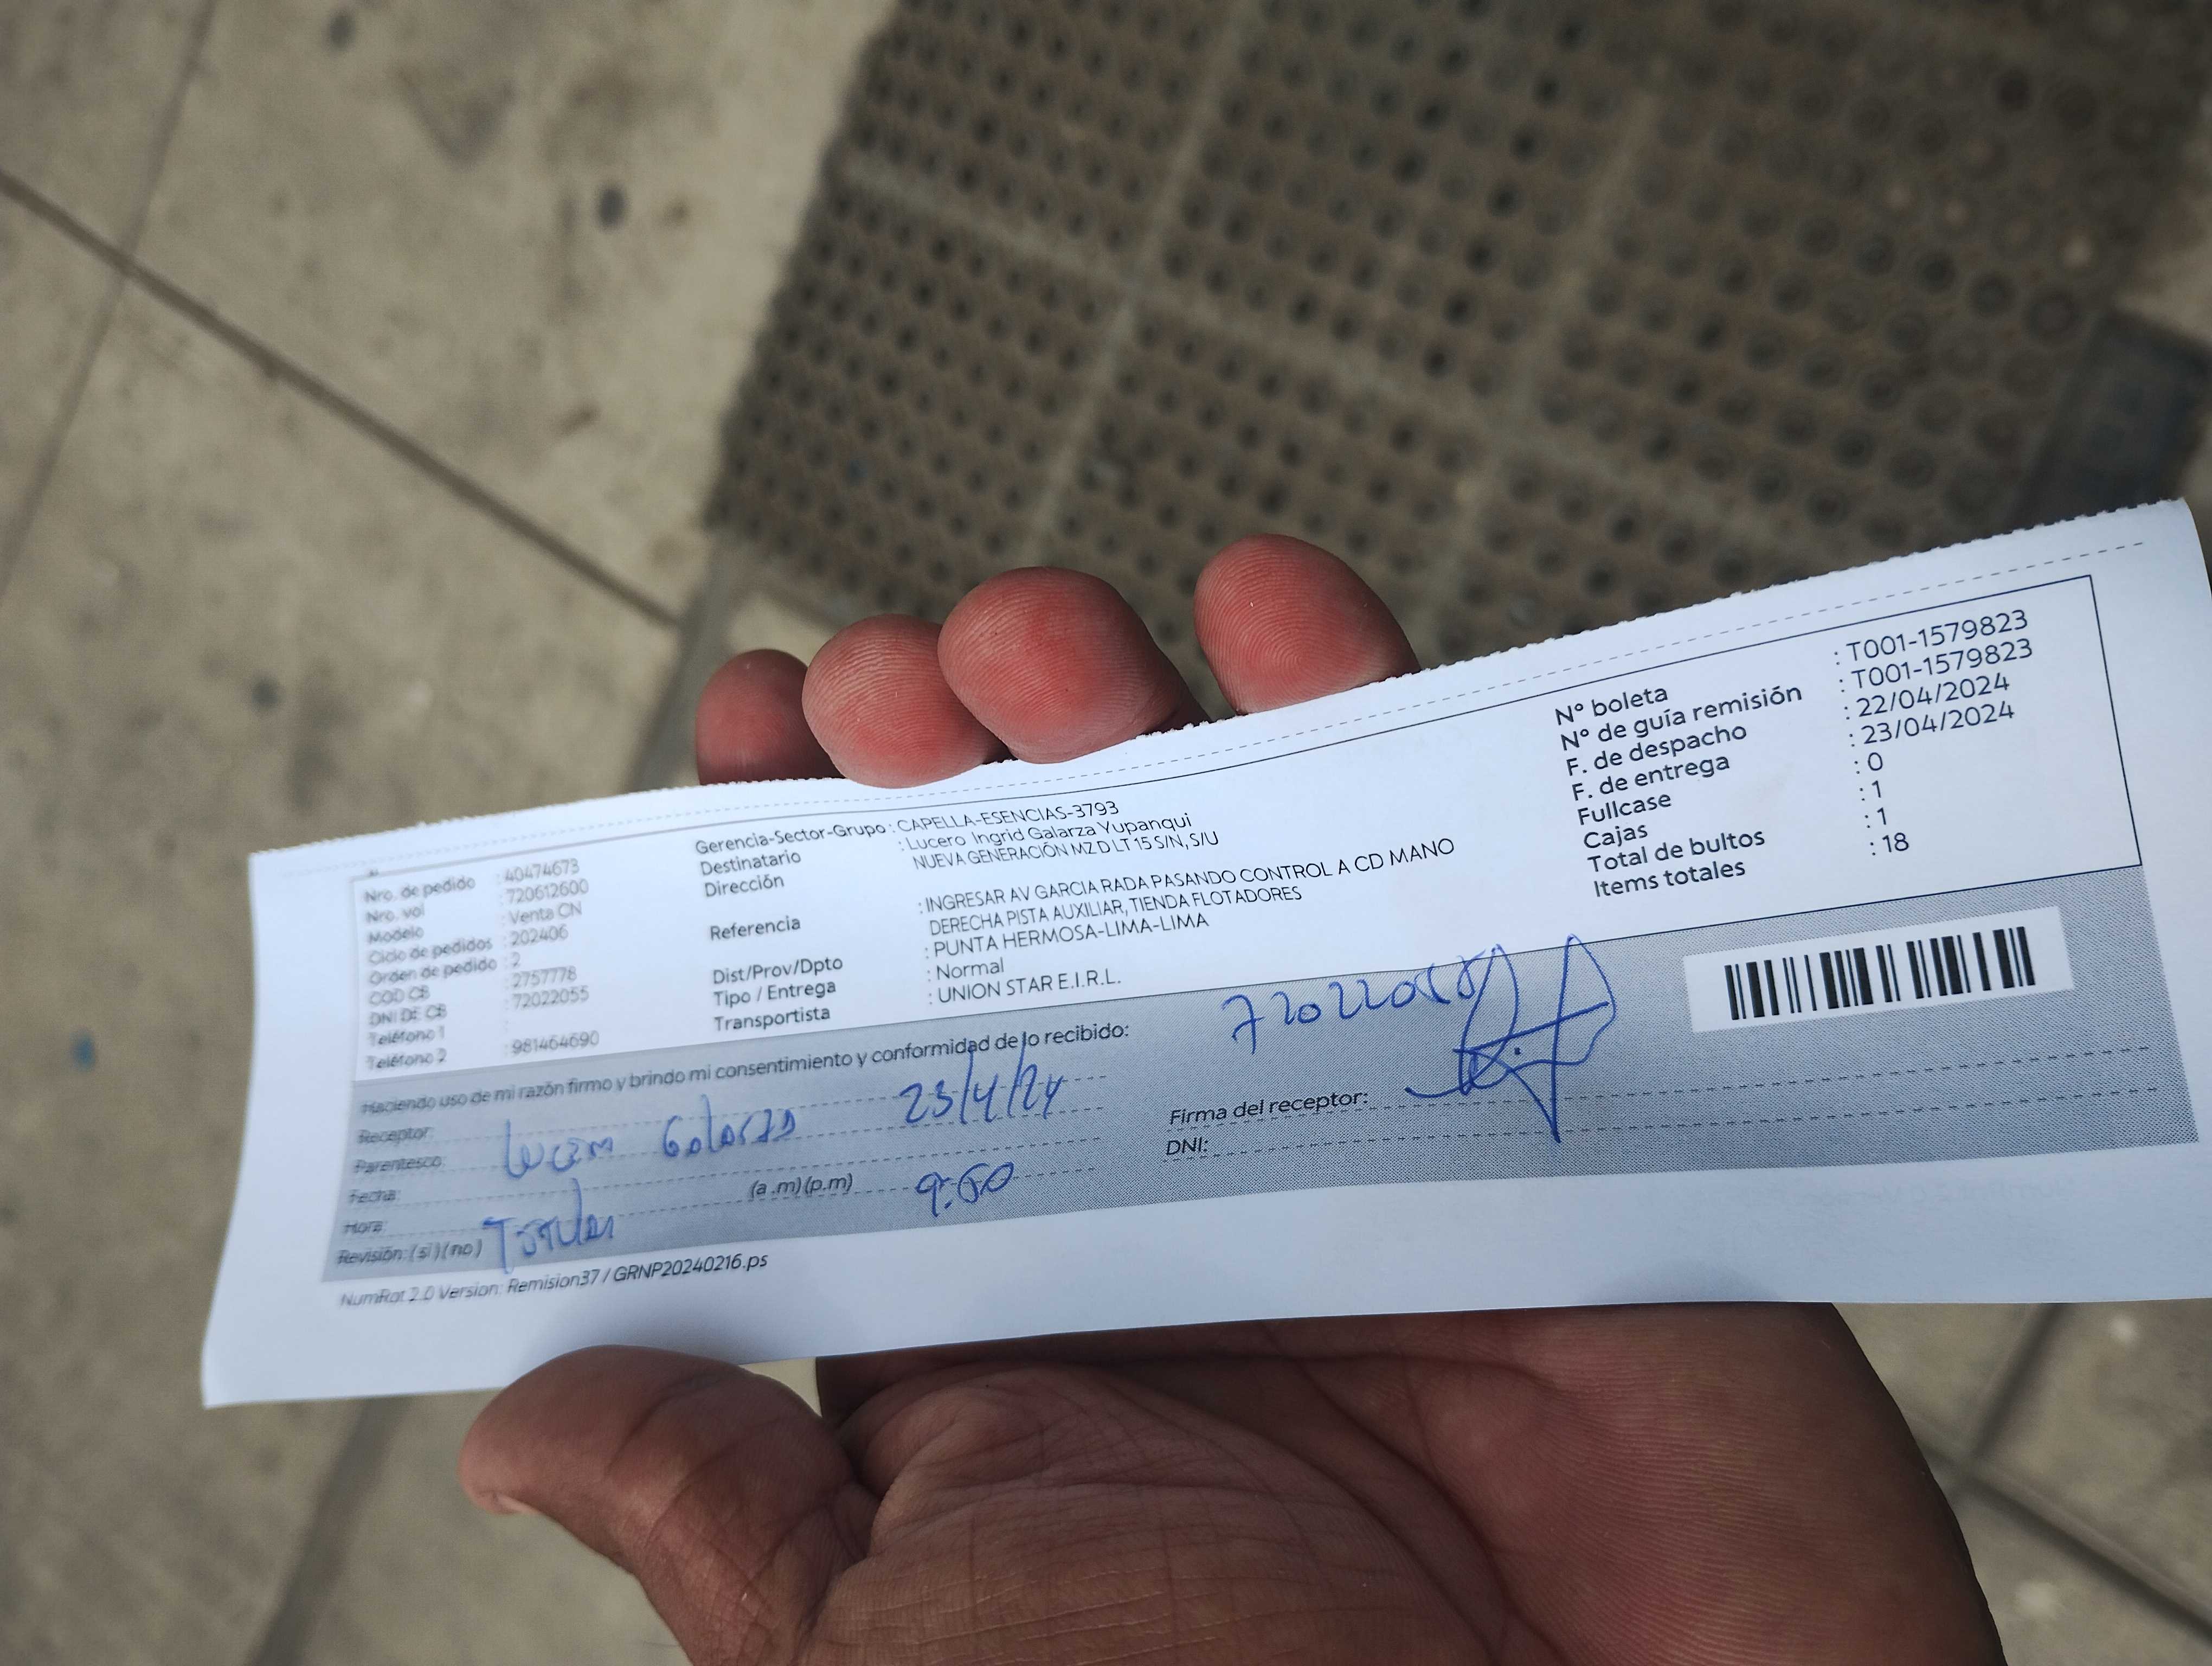 Nro. de pedido : 40474673
Nro. vol : 720612600
Modelo : Venta CN
Ciclo de pedidos : 202406
Orden de pedido : 2
COD CB : 2757778
DNI DE CB : 72022055
Teléfono 1 :
Teléfono 2 : 981464690
Gerencia-Sector-Grupo : CAPELLA-ESENCIAS-3793
Destinatario : Lucero Ingrid Galarza Yupanqui
Dirección NUEVA GENERACIÓN MZ D LT 15 S/N, S/U
Referencia : INGRESAR AV GARCIA RADA PASANDO CONTROL A CD MANO
DERECHA PISTA AUXILIAR, TIENDA FLOTADORES
Dist/Prov/Dpto : PUNTA HERMOSA-LIMA-LIMA
Tipo / Entrega : Normal
Transportista : UNION STAR E.I.R.L.
N° boleta : T001-1579823
N° de guía remisión : T001-1579823
F. de despacho : 22/04/2024
F. de entrega : 23/04/2024
Fullcase : 0
Cajas : 1
Total de bultos : 1
Items totales : 18
Haciendo uso de mi razón firmo y brindo mi consentimiento y conformidad de lo recibido:
Receptor:
Parentesco: Galarza
Fecha: 23/4/24
Hora: (a.m)(p.m)
Revisión: (si)(no) Titular
Firma del receptor:
DNI:
NumRot 2.0 Version: Remision37 / GRNP20240216.ps